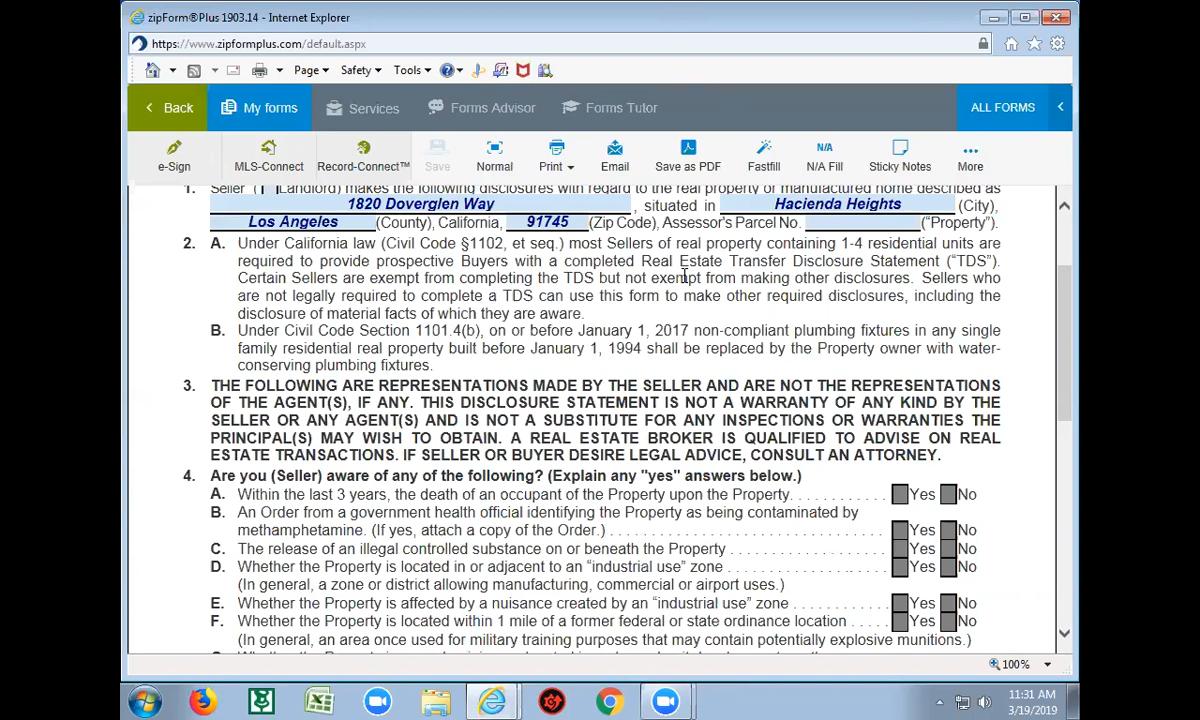 zipForm®Plus 1903.14 - Internet Explorer
https://www.zipformplus.com/default.aspx
Page Safety Tools
Back My forms Services Forms Advisor Forms Tutor ALL FORMS
e-Sign MLS-Connect Record-Connect™ Save Normal Print Email Save as PDF Fastfill N/A N/A Fill Sticky Notes More
1. Seller ( Landlord) makes the following disclosures with regard to the real property or manufactured home described as
1820 Doverglen Way , situated in Hacienda Heights (City),
Los Angeles (County), California, 91745 (Zip Code), Assessor's Parcel No. (“Property”).
2. A. Under California law (Civil Code §1102, et seq.) most Sellers of real property containing 1-4 residential units are
required to provide prospective Buyers with a completed Real Estate Transfer Disclosure Statement (“TDS”).
Certain Sellers are exempt from completing the TDS but not exempt from making other disclosures. Sellers who
are not legally required to complete a TDS can use this form to make other required disclosures, including the
disclosure of material facts of which they are aware.
B. Under Civil Code Section 1101.4(b), on or before January 1, 2017 non-compliant plumbing fixtures in any single
family residential real property built before January 1, 1994 shall be replaced by the Property owner with water-
conserving plumbing fixtures.
3. THE FOLLOWING ARE REPRESENTATIONS MADE BY THE SELLER AND ARE NOT THE REPRESENTATIONS
OF THE AGENT(S), IF ANY. THIS DISCLOSURE STATEMENT IS NOT A WARRANTY OF ANY KIND BY THE
SELLER OR ANY AGENT(S) AND IS NOT A SUBSTITUTE FOR ANY INSPECTIONS OR WARRANTIES THE
PRINCIPAL(S) MAY WISH TO OBTAIN. A REAL ESTATE BROKER IS QUALIFIED TO ADVISE ON REAL
ESTATE TRANSACTIONS. IF SELLER OR BUYER DESIRE LEGAL ADVICE, CONSULT AN ATTORNEY.
4. Are you (Seller) aware of any of the following? (Explain any "yes" answers below.)
A. Within the last 3 years, the death of an occupant of the Property upon the Property. . . . . . . . . . . . Yes No
B. An Order from a government health official identifying the Property as being contaminated by
methamphetamine. (If yes, attach a copy of the Order.) . . . . . . . . . . . . . . . . . . . . . . . . . . . . . . . . . Yes No
C. The release of an illegal controlled substance on or beneath the Property . . . . . . . . . . . . . . . . . . . Yes No
D. Whether the Property is located in or adjacent to an “industrial use” zone . . . . . . . . . . . . . . . . . . . Yes No
(In general, a zone or district allowing manufacturing, commercial or airport uses.)
E. Whether the Property is affected by a nuisance created by an “industrial use” zone . . . . . . . . . . . . Yes No
F. Whether the Property is located within 1 mile of a former federal or state ordinance location . . . . . Yes No
(In general, an area once used for military training purposes that may contain potentially explosive munitions.)
100%
11:31 AM
3/19/2019